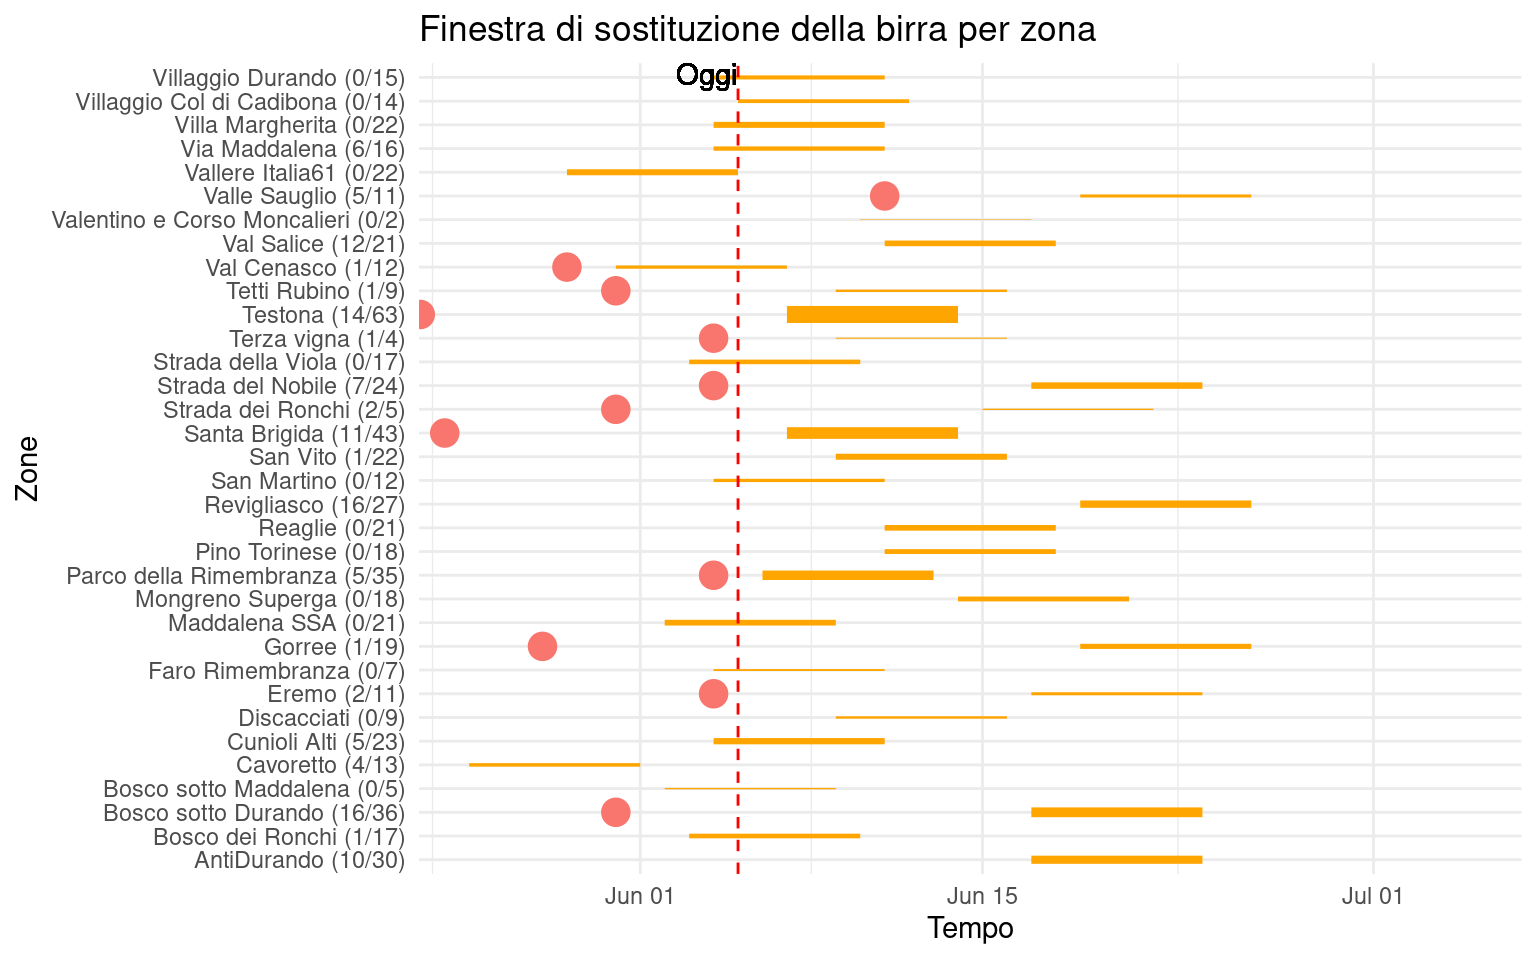 Finestra di sostituzione della birra per zona
Oggi
Villaggio Durando (0/15)
Villaggio Col di Cadibona (0/14)
Villa Margherita (0/22)
Via Maddalena (6/16)
Vallere Italia61 (0/22)
Valle Sauglio (5/11)
Valentino e Corso Moncalieri (0/2)
Val Salice (12/21)
Val Cenasco (1/12)
Tetti Rubino (1/9)
Testona (14/63)
Terza vigna (1/4)
Strada della Viola (0/17)
Strada del Nobile (7/24)
Strada dei Ronchi (2/5)
Santa Brigida (11/43)
San Vito (1/22)
San Martino (0/12)
Revigliasco (16/27)
Reaglie (0/21)
Pino Torinese (0/18)
Parco della Rimembranza (5/35)
Mongreno Superga (0/18)
Maddalena SSA (0/21)
Gorree (1/19)
Faro Rimembranza (0/7)
Eremo (2/11)
Discacciati (0/9)
Cunioli Alti (5/23)
Cavoretto (4/13)
Bosco sotto Maddalena (0/5)
Bosco sotto Durando (16/36)
Bosco dei Ronchi (1/17)
AntiDurando (10/30)
Zone
Jun 01
Jun 15
Jul 01
Tempo